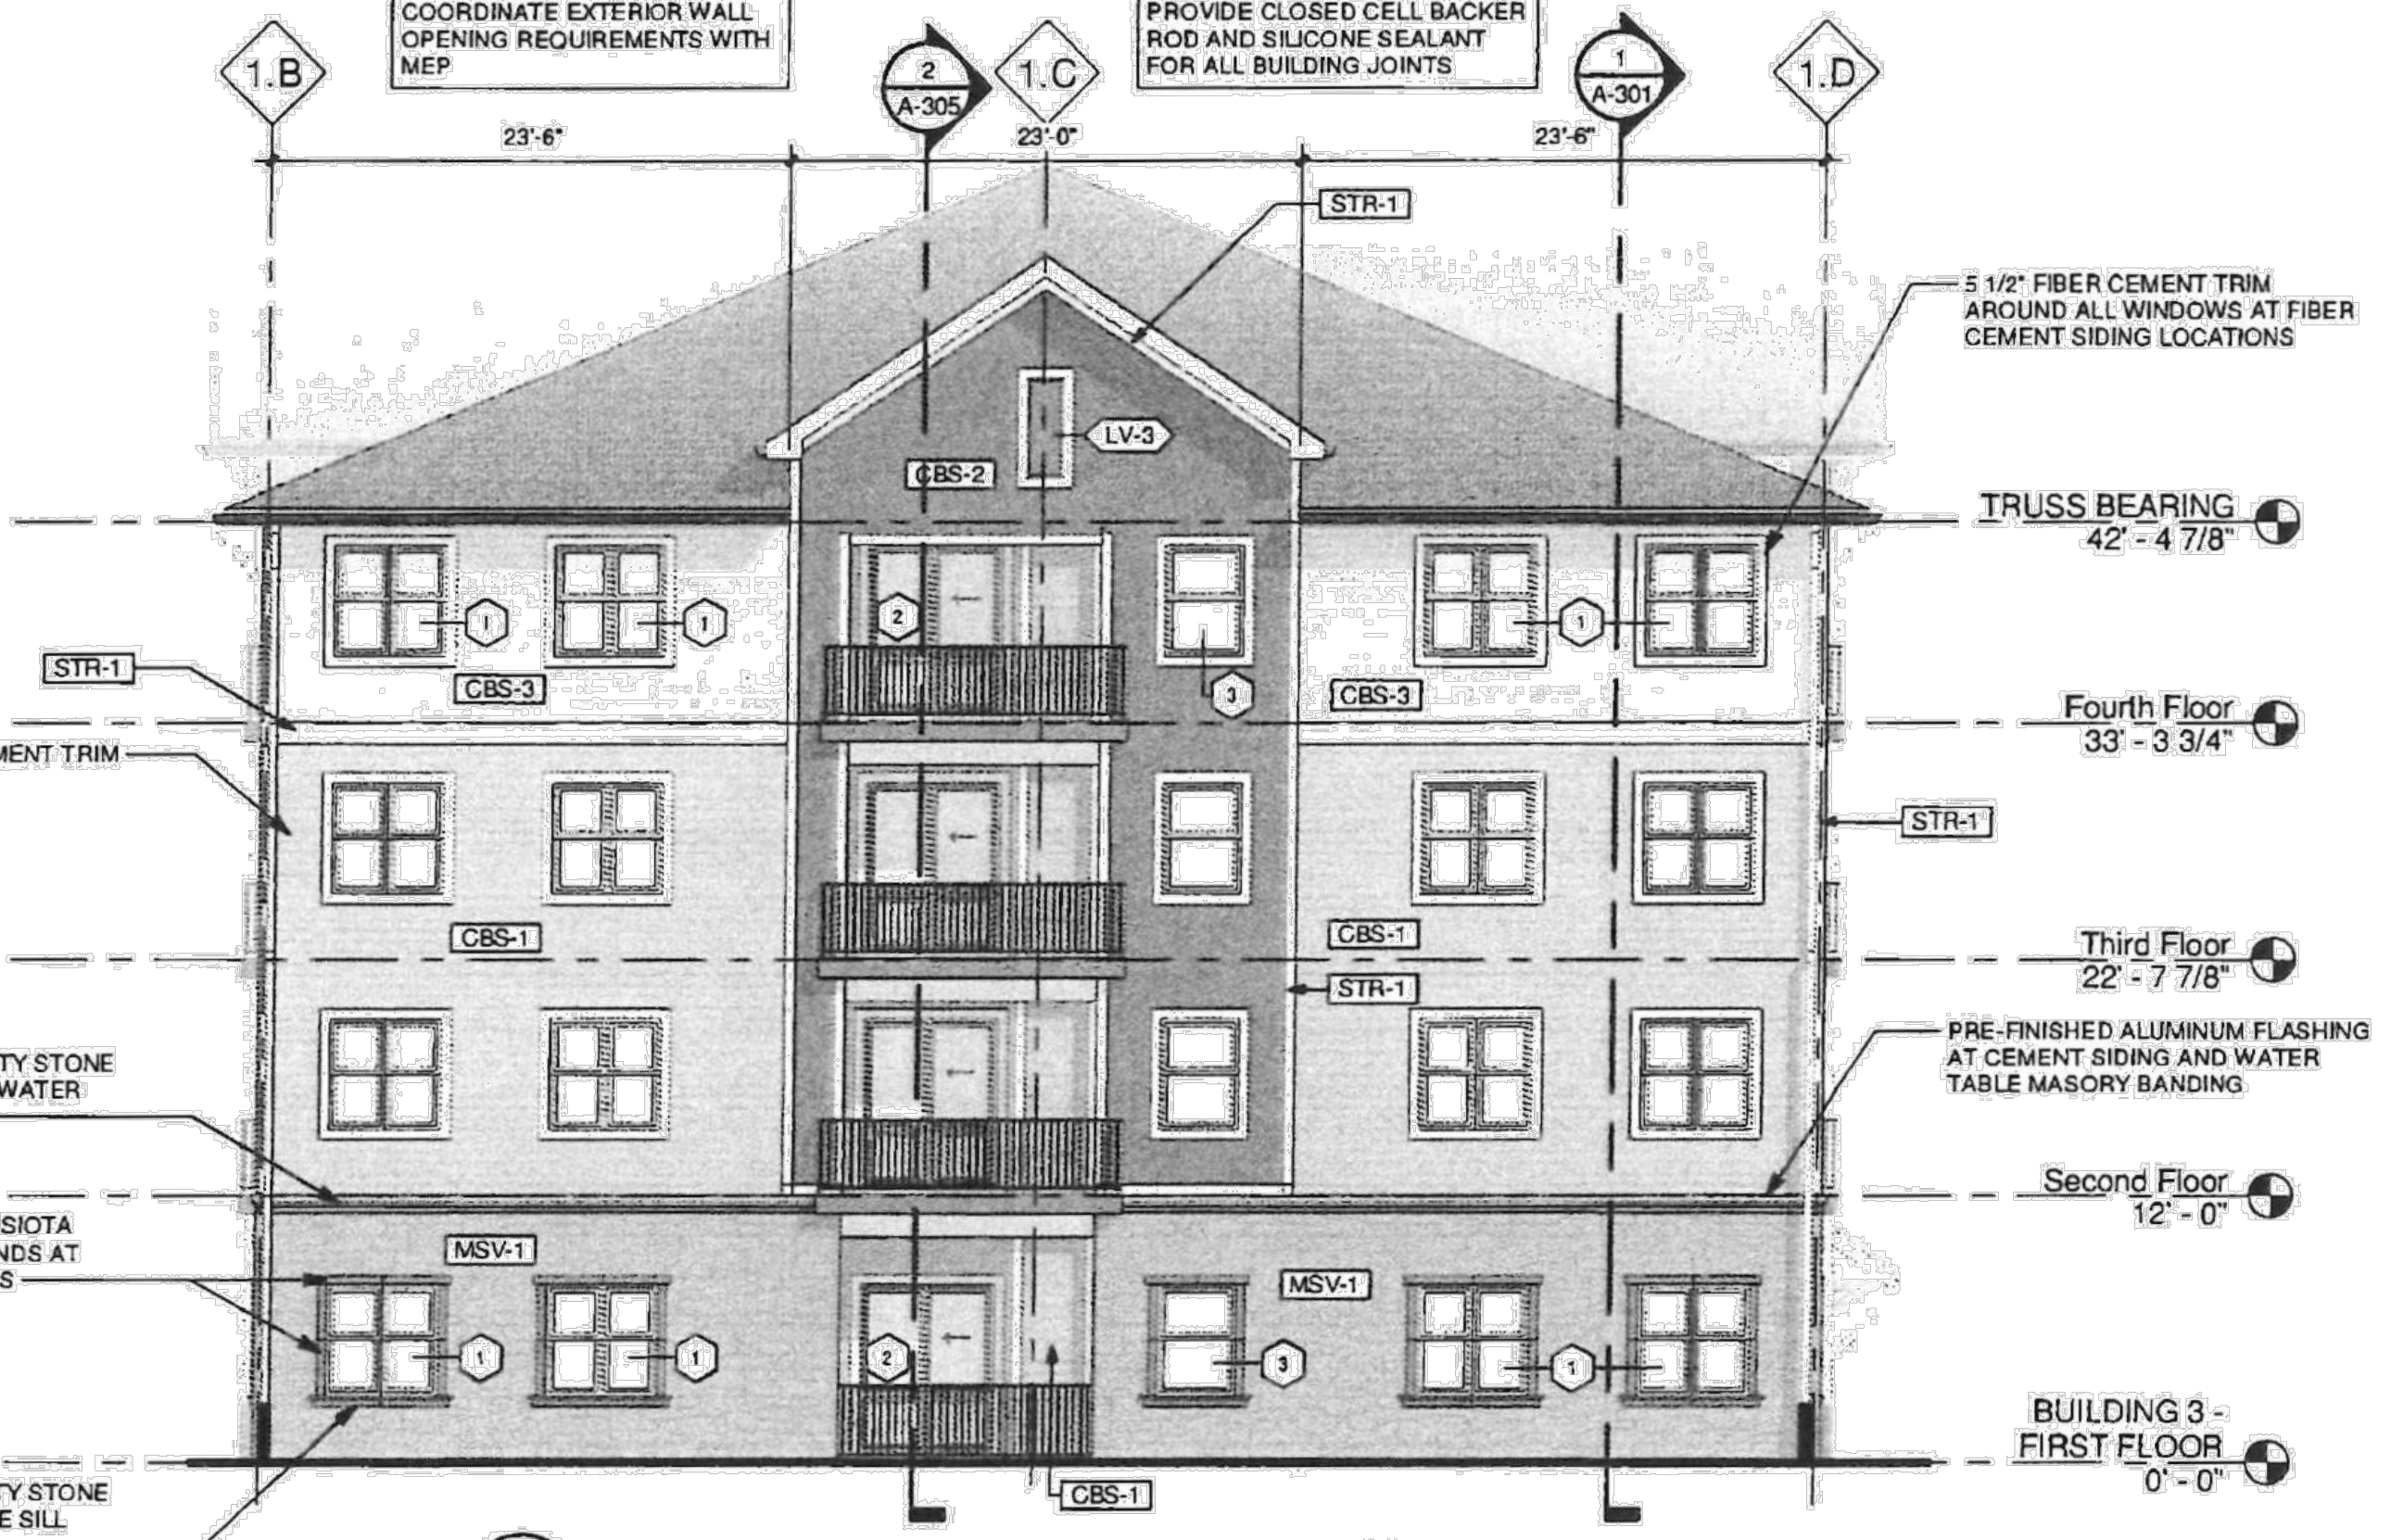 COORDINATE EXTERIOR WALL
OPENING REQUIREMENTS WITH
MEP
PROVIDE CLOSED CELL BACKER
ROD AND SILICONE SEALANT
FOR ALL BUILDING JOINTS
1.B
2
A-305
1.C
1
A-301
1.D
23'-6"
23'-0"
23'-6"
STR-1
5 1/2" FIBER CEMENT TRIM
AROUND ALL WINDOWS AT FIBER
CEMENT SIDING LOCATIONS
LV-3
CBS-2
TRUSS BEARING
42' - 4 7/8"
1
1
2
1
3
STR-1
CBS-3
CBS-3
Fourth Floor
33' - 3 3/4"
MENT TRIM
STR-1
CBS-1
CBS-1
Third Floor
22' - 7 7/8"
STR-1
PRE-FINISHED ALUMINUM FLASHING
AT CEMENT SIDING AND WATER
TABLE MASORY BANDING
TY STONE
WATER
Second Floor
12' - 0"
SIOTA
NDS AT
S
MSV-1
MSV-1
1
1
2
3
1
BUILDING 3 -
FIRST FLOOR
0' - 0"
TY STONE
E SILL
CBS-1